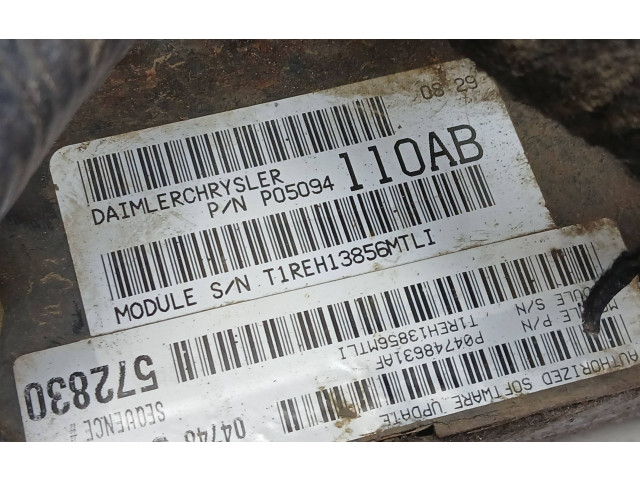 08 29
DAIMLERCHRYSLER
P/N P05094 110AB
MODULE S/N T1REH13856MTLI
AUTHORIZED SOFTWARE UPDATE
MODULE P/N P04748631AF
MODULE S/N T1REH13856MTLI
SEQUENCE # 572830